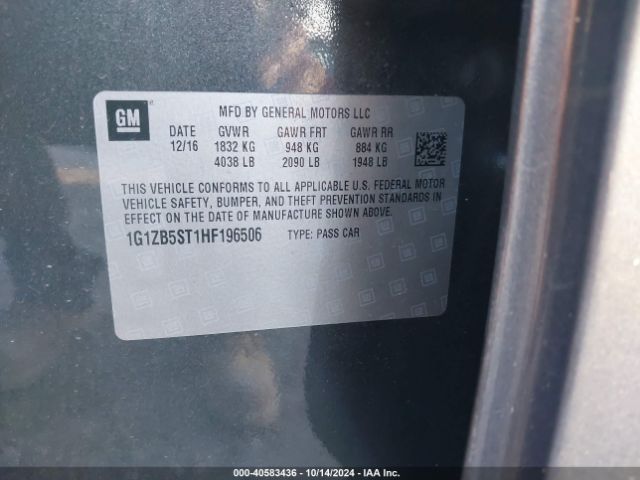 GM
MFD BY GENERAL MOTORS LLC
DATE GVWR GAWR FRT GAWR RR
12/16 1832 KG 948 KG 884 KG
4038 LB 2090 LB 1948 LB
THIS VEHICLE CONFORMS TO ALL APPLICABLE U.S. FEDERAL MOTOR
VEHICLE SAFETY, BUMPER, AND THEFT PREVENTION STANDARDS IN
EFFECT ON THE DATE OF MANUFACTURE SHOWN ABOVE.
1G1ZB5ST1HF196506 TYPE: PASS CAR
000-40583436 - 10/14/2024 - IAA Inc.